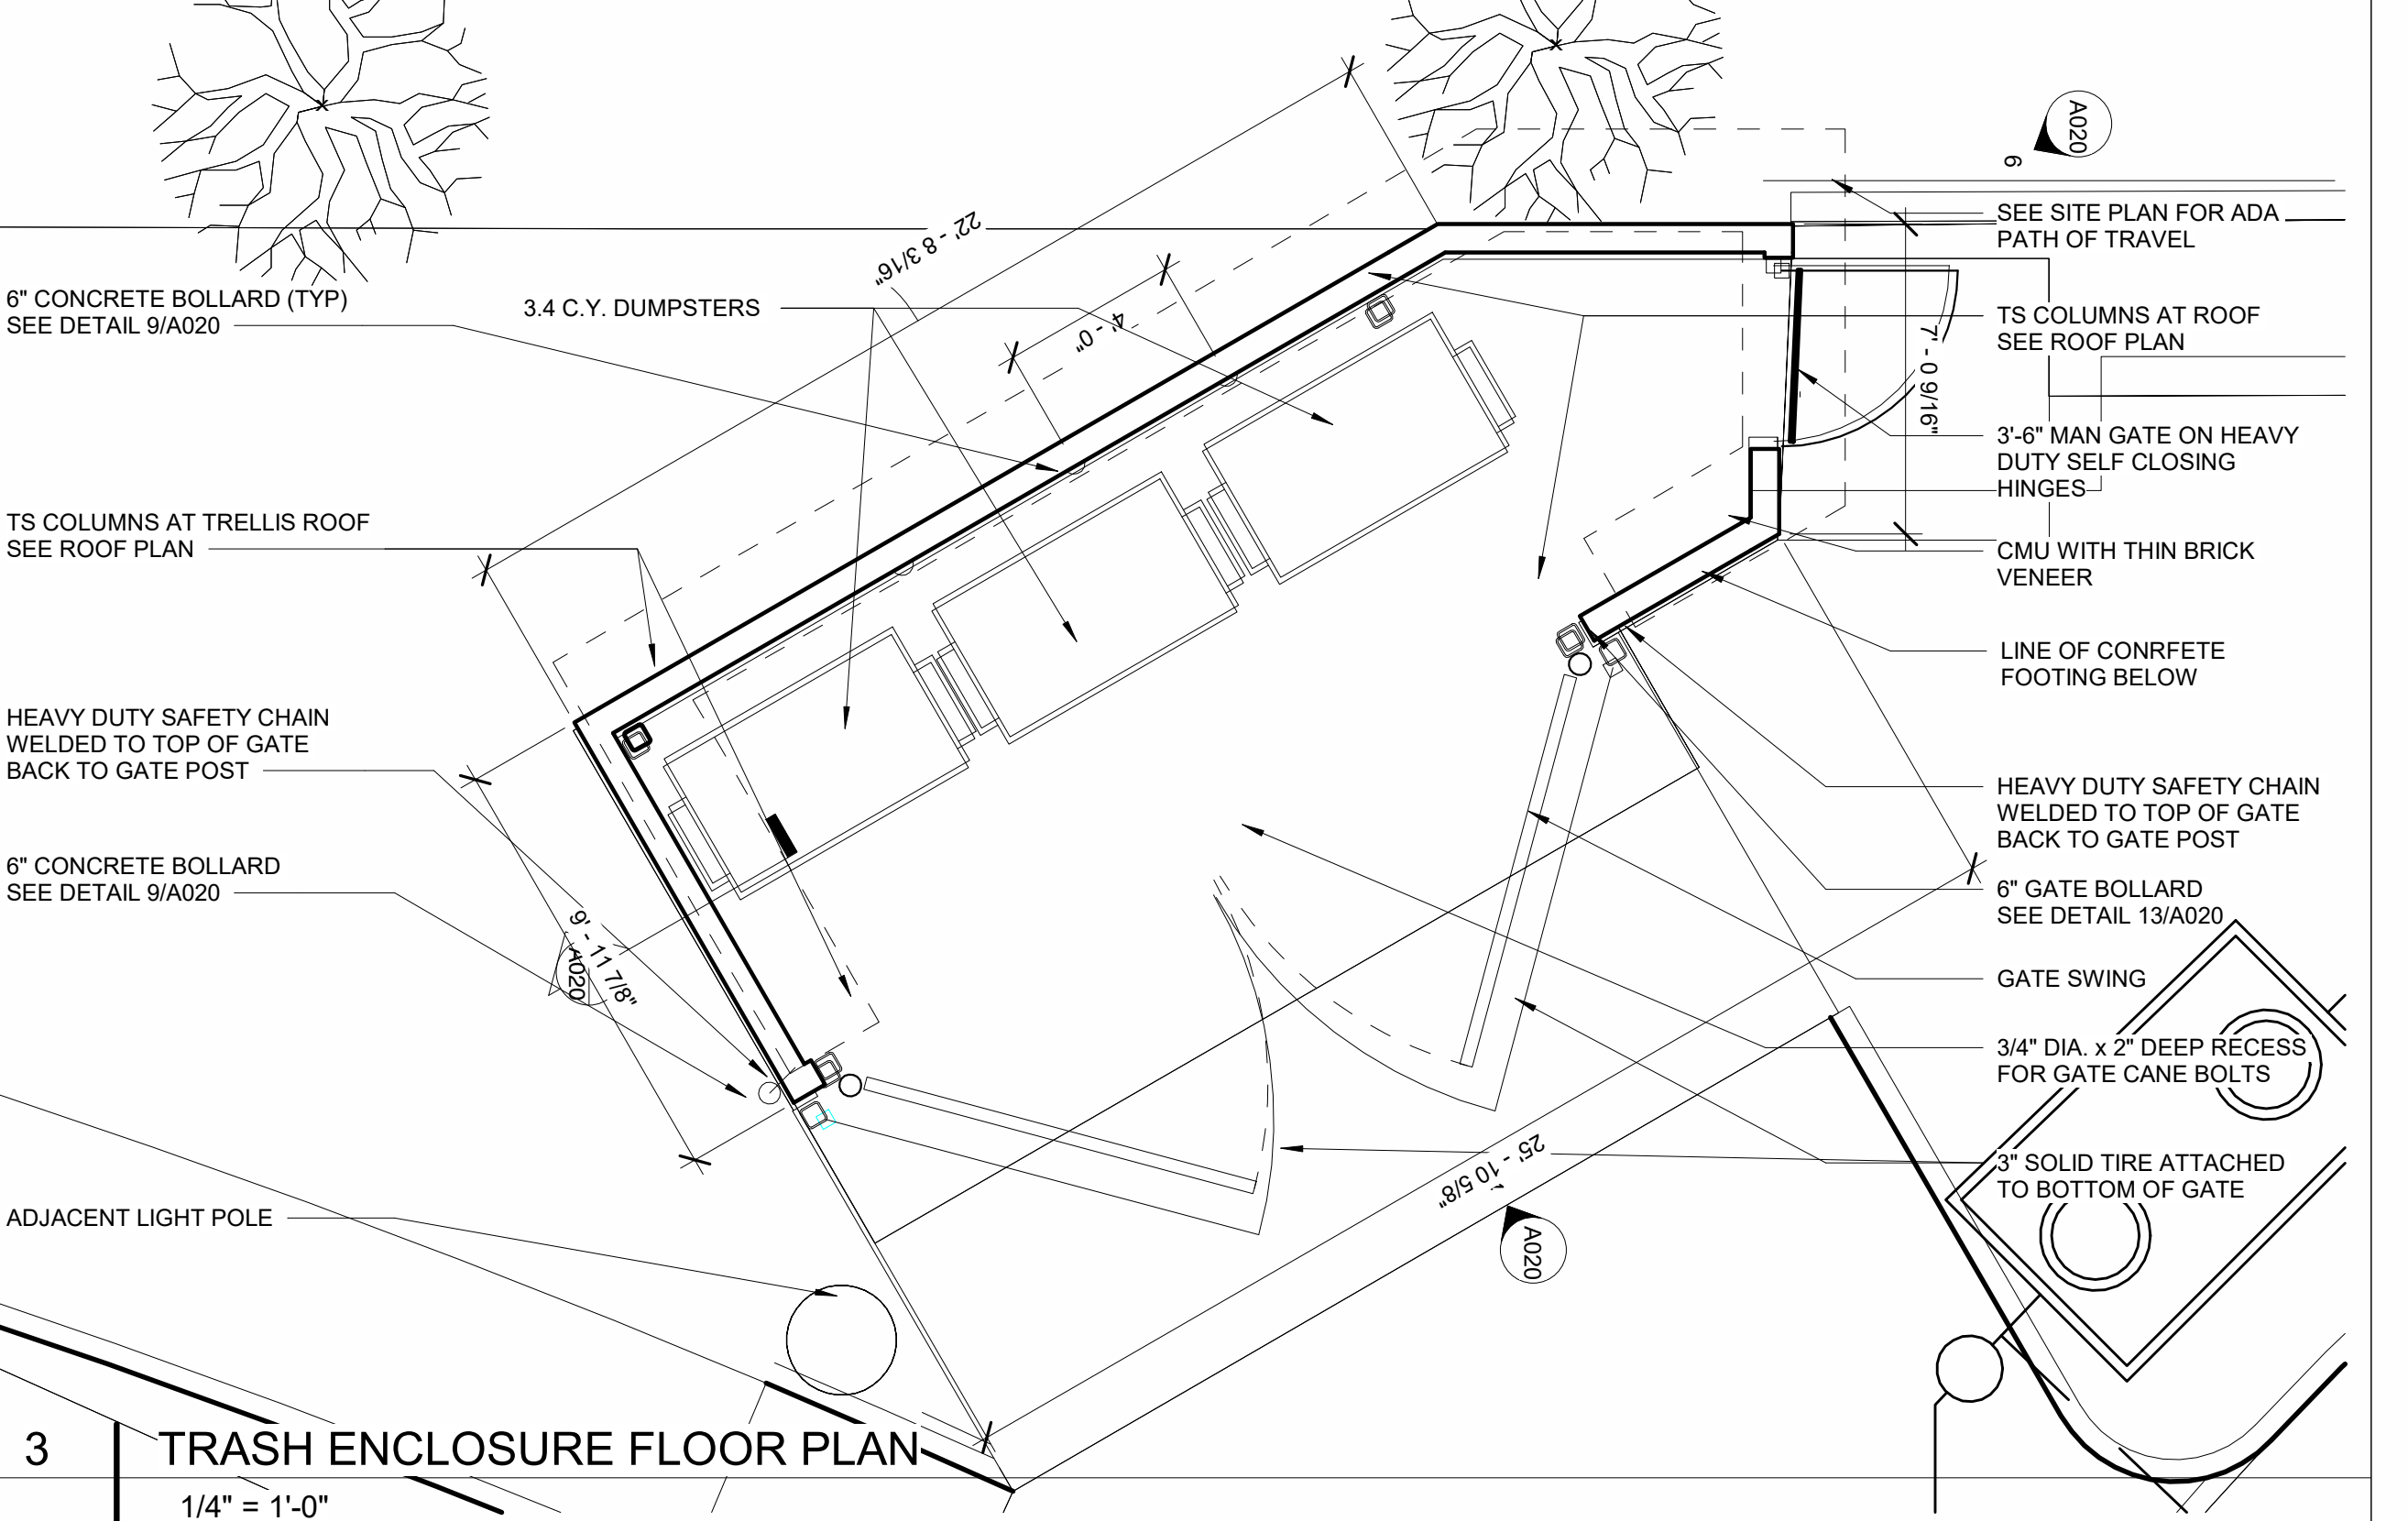 A020
6
SEE SITE PLAN FOR ADA
PATH OF TRAVEL
22' - 8 3/16"
6" CONCRETE BOLLARD (TYP)
SEE DETAIL 9/A020
3.4 C.Y. DUMPSTERS
4' - 0"
TS COLUMNS AT ROOF
SEE ROOF PLAN
7' - 0 9/16"
3'-6" MAN GATE ON HEAVY
DUTY SELF CLOSING
HINGES
TS COLUMNS AT TRELLIS ROOF
SEE ROOF PLAN
CMU WITH THIN BRICK
VENEER
LINE OF CONRFETE
FOOTING BELOW
HEAVY DUTY SAFETY CHAIN
WELDED TO TOP OF GATE
BACK TO GATE POST
HEAVY DUTY SAFETY CHAIN
WELDED TO TOP OF GATE
BACK TO GATE POST
6" CONCRETE BOLLARD
SEE DETAIL 9/A020
6" GATE BOLLARD
SEE DETAIL 13/A020
9' - 11 7/8"
A020
GATE SWING
3/4" DIA. x 2" DEEP RECESS
FOR GATE CANE BOLTS
3" SOLID TIRE ATTACHED
TO BOTTOM OF GATE
25' - 10 5/8"
ADJACENT LIGHT POLE
A020
3
TRASH ENCLOSURE FLOOR PLAN
1/4" = 1'-0"